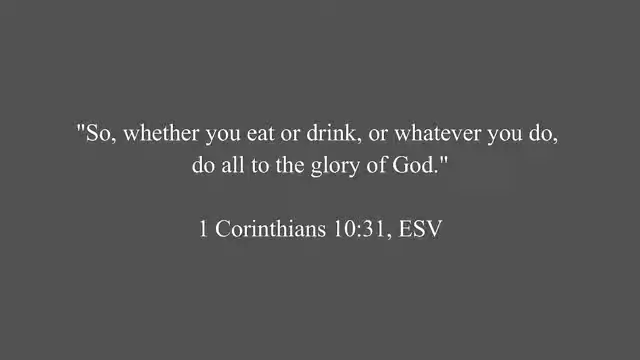 "So, whether you eat or drink, or whatever you do,
do all to the glory of God."
1 Corinthians 10:31, ESV